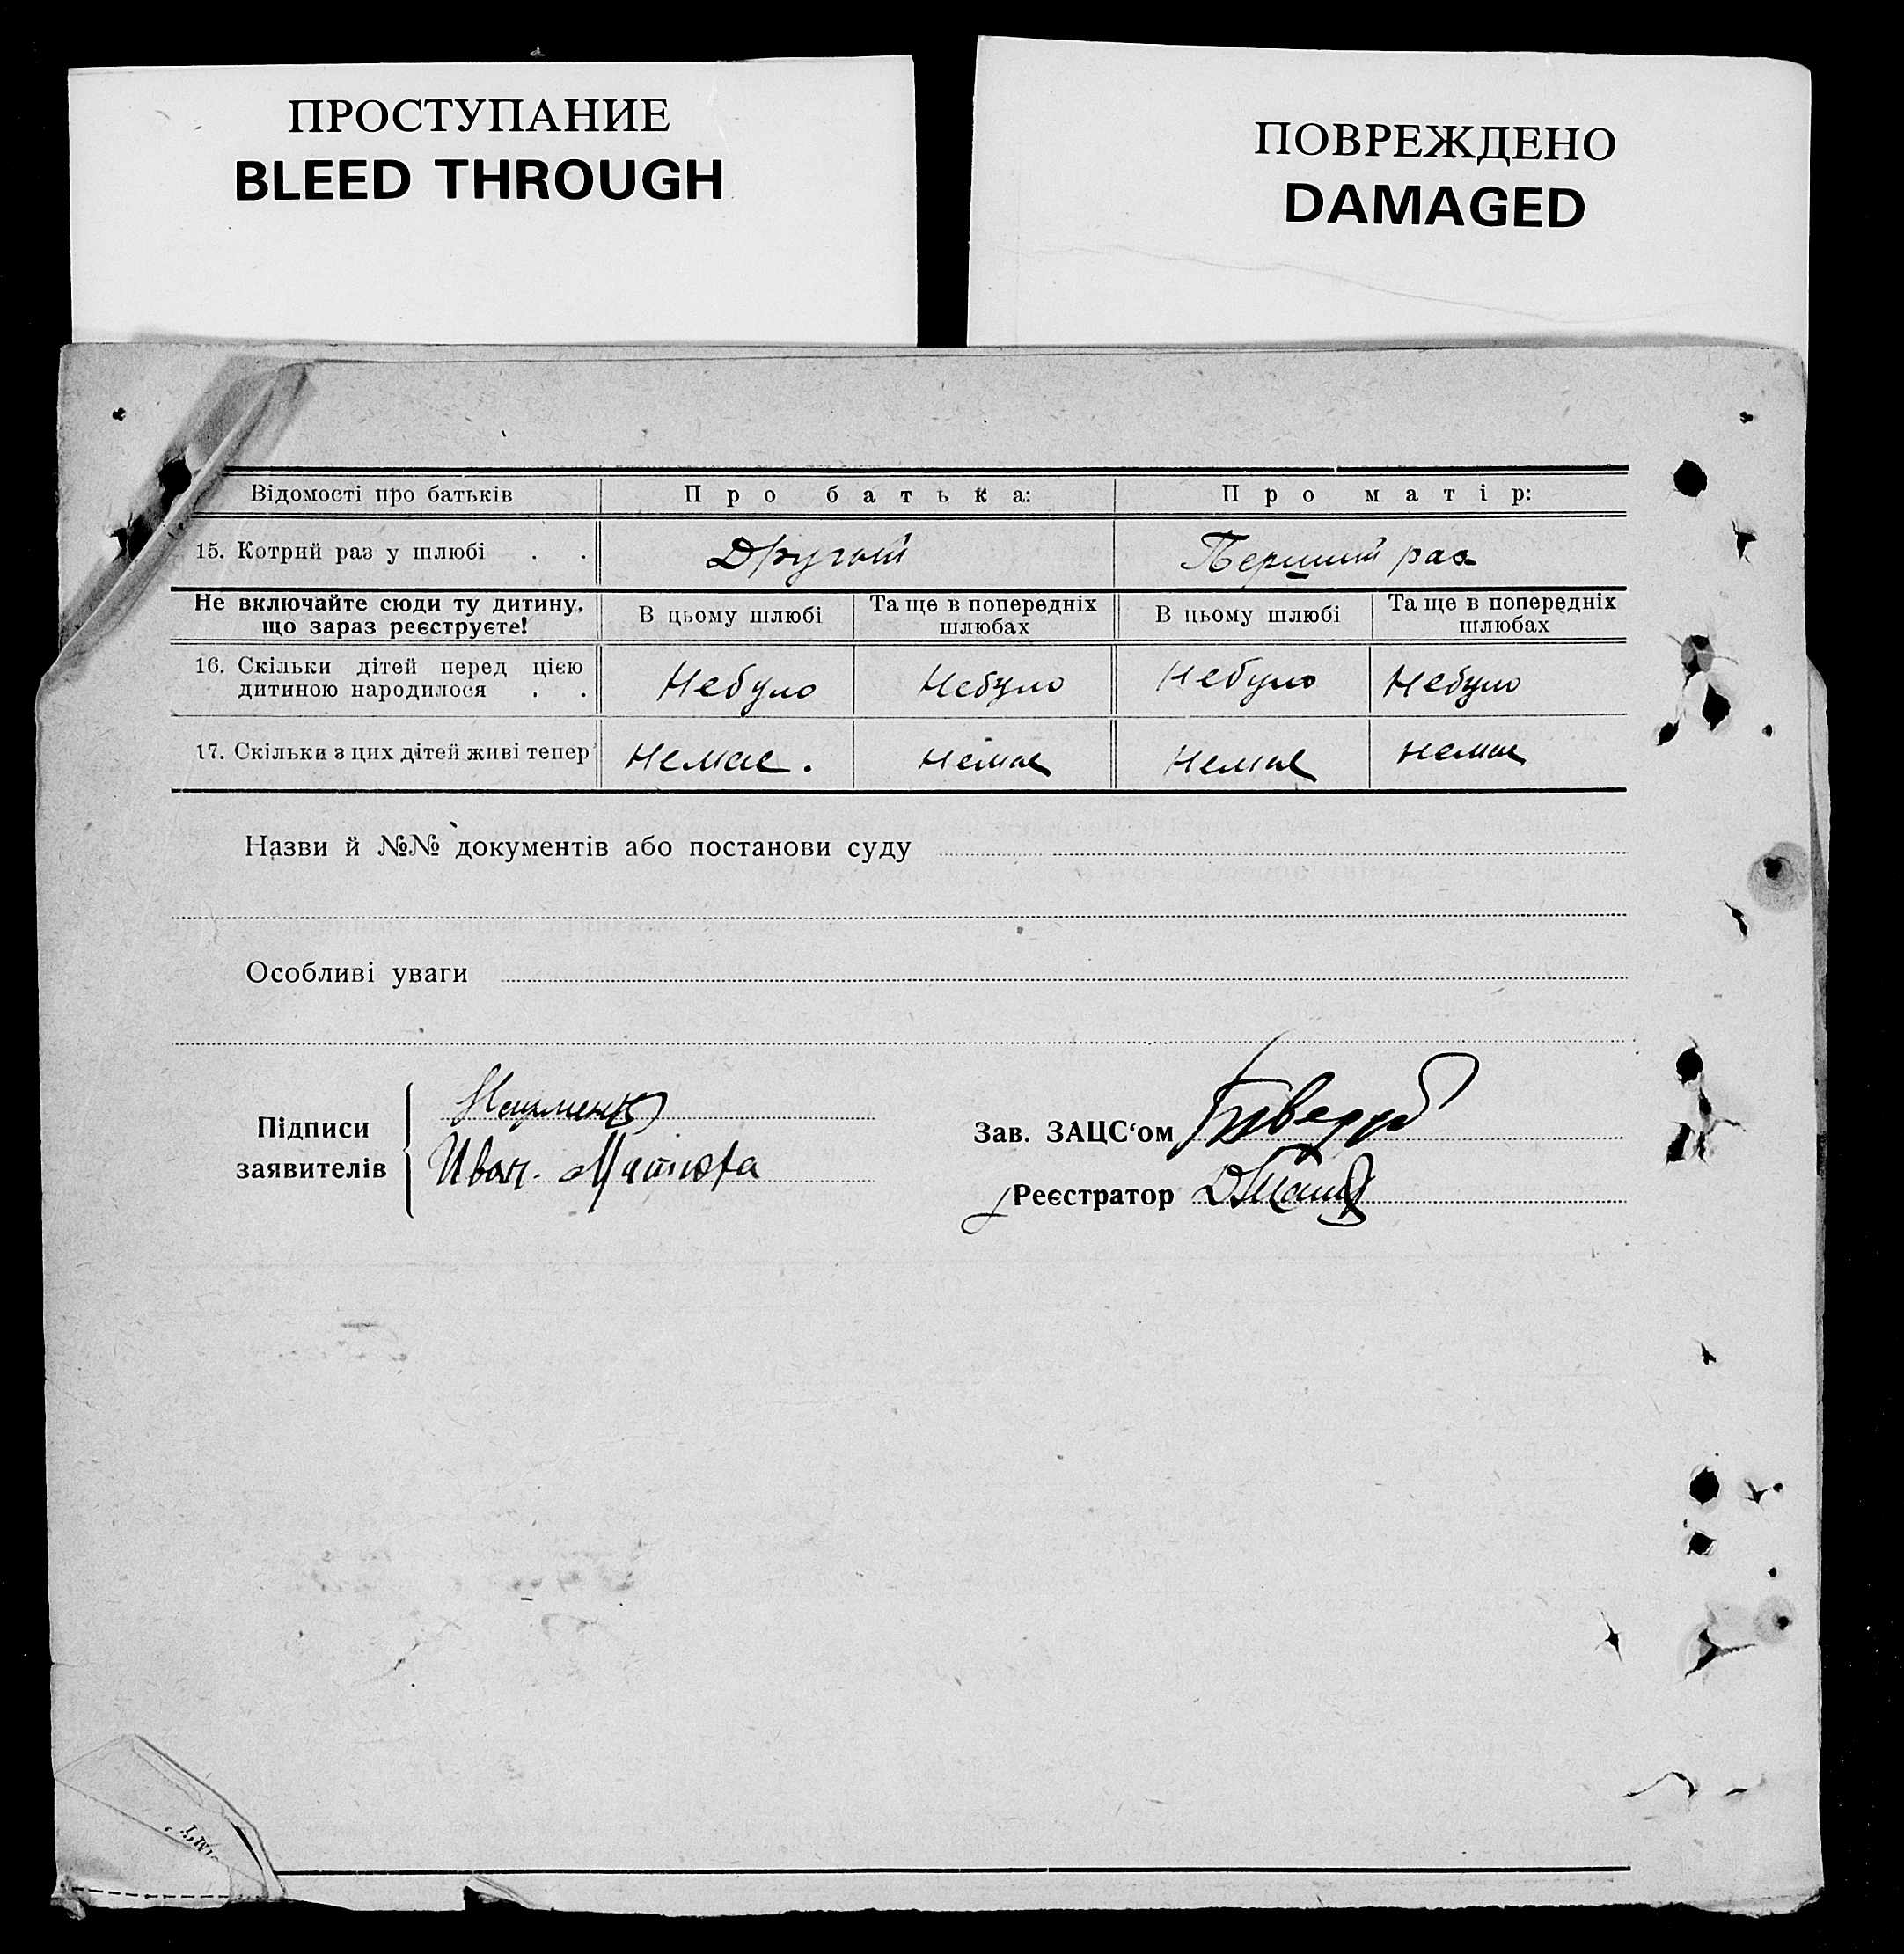 ПРОСТУПАНИЕ
BLEED THROUGH
ПОВРЕЖДЕНО
DAMAGED
Відомості про батьків
Про батька:
Про матір:
15. Котрий раз у шлюбі . .
Другий
Перший раз
Не включайте сюди ту дитину,
що зараз реєструєте!
В цьому шлюбі
Та ще в попередніх
шлюбах
В цьому шлюбі
Та ще в попередніх
шлюбах
16. Скільки дітей перед цією
дитиною народилося . .
Небуло
Небуло
Небуло
Небуло
17. Скільки з цих дітей живі тепер
Немає.
Немає
Немає
немає
Назви й №№ документів або постанови суду
Особливі уваги
Підписи
заявителів
Науменко
Иван.
Зав. ЗАЦС‘ом
Реєстратор